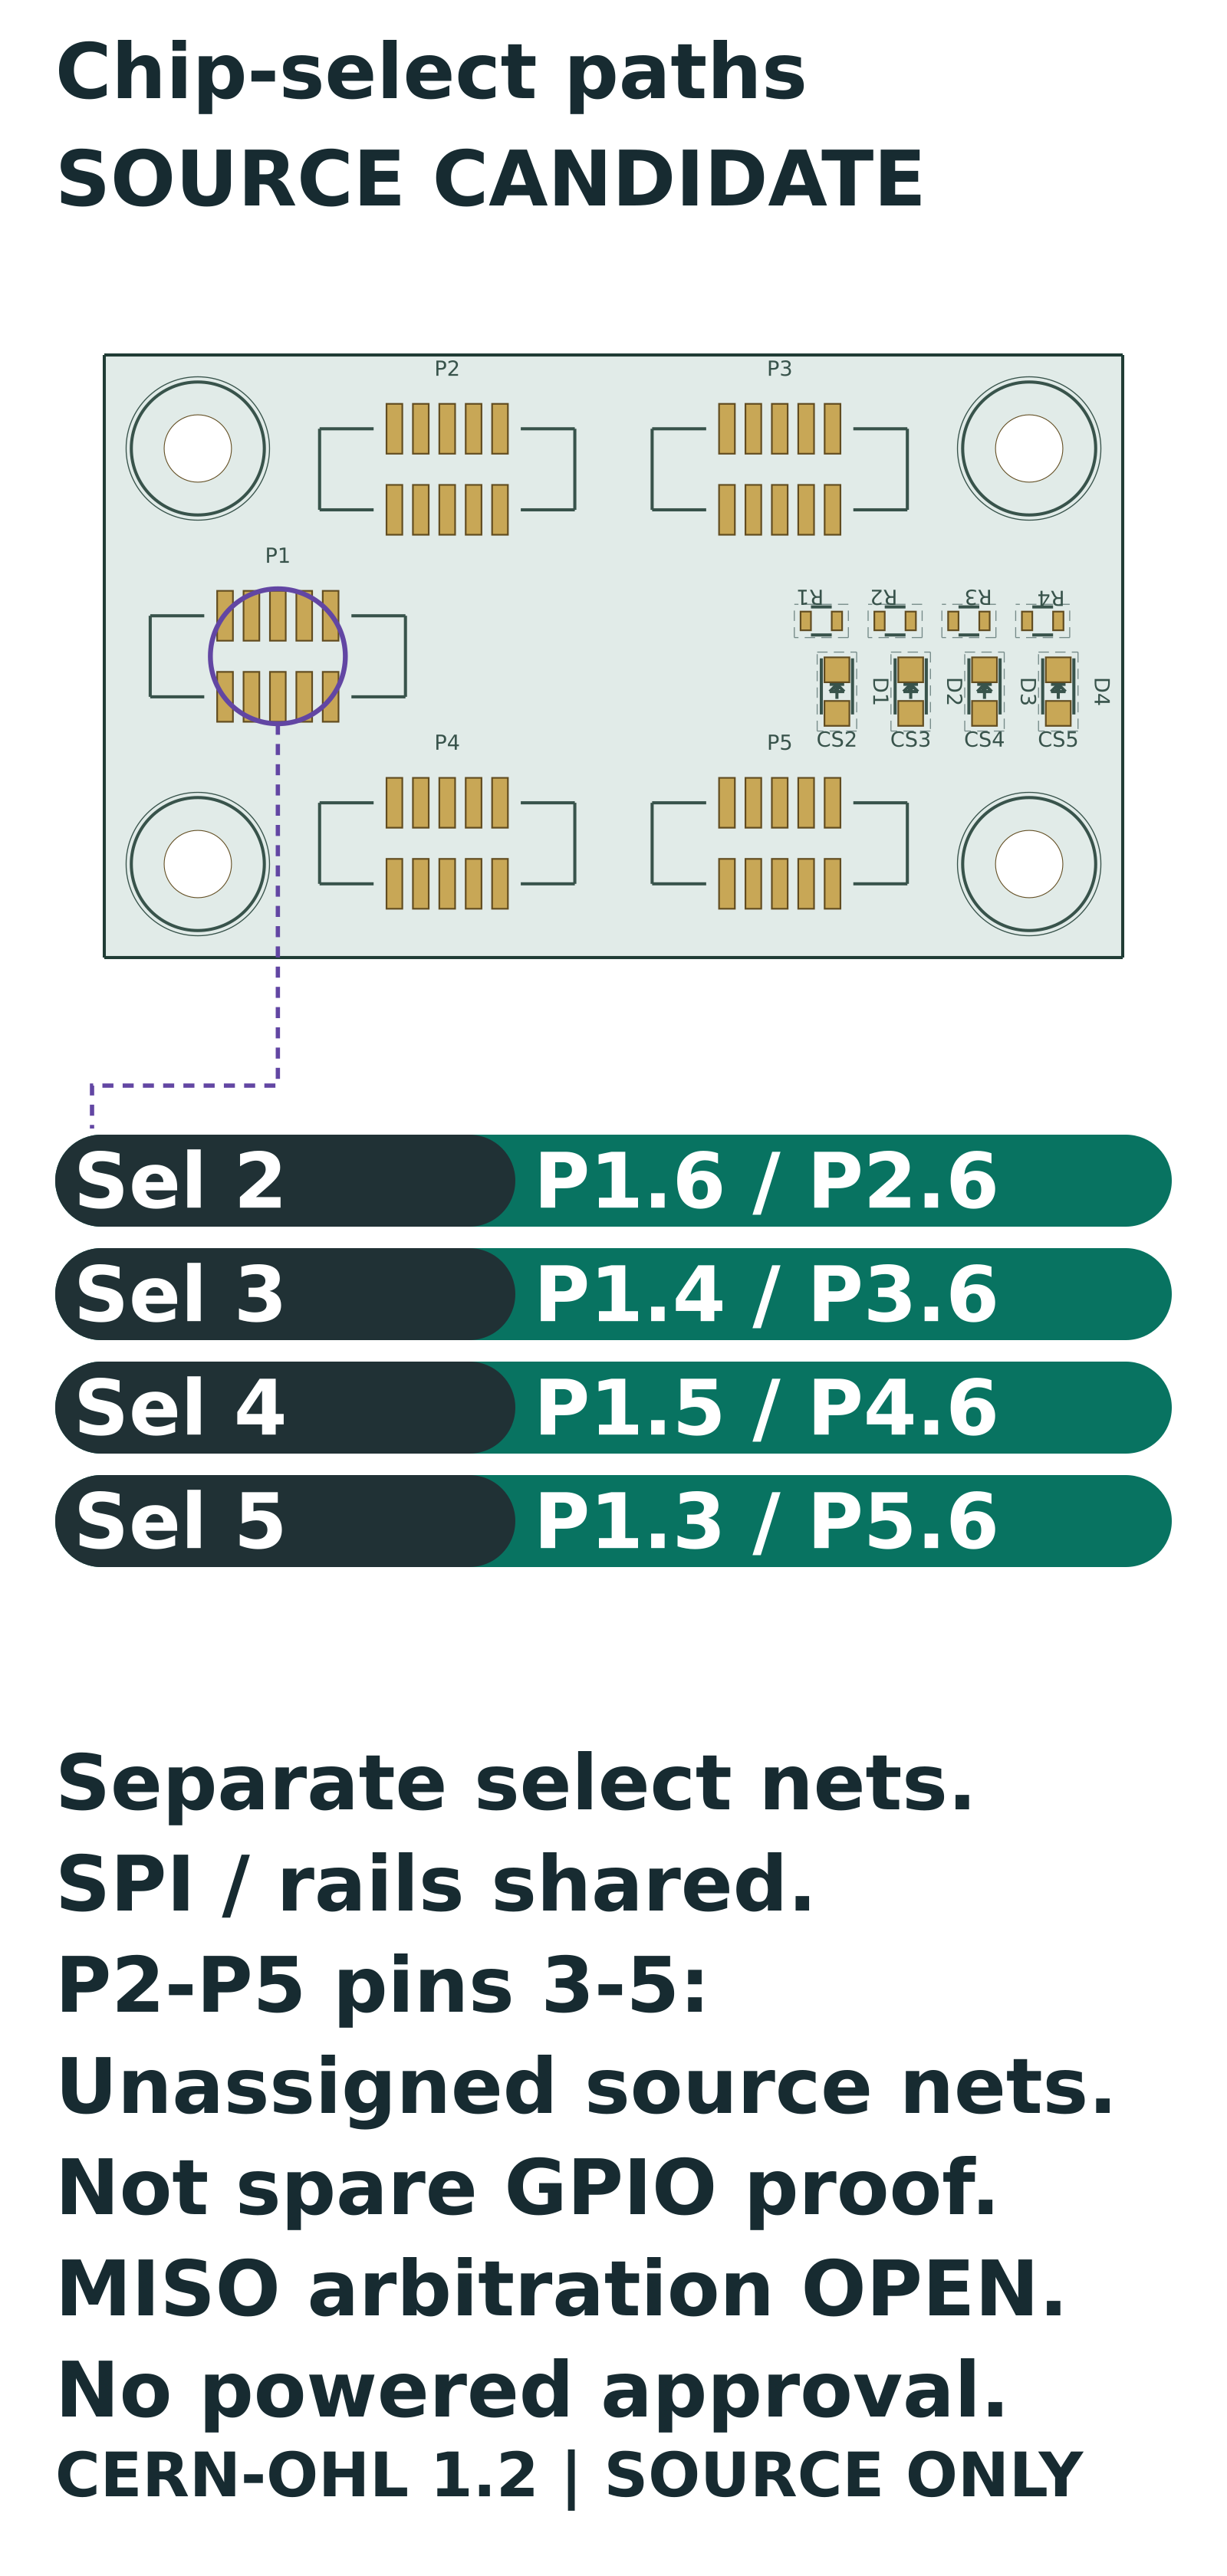 Chip-select paths
SOURCE CANDIDATE
P2 P3
P1
R1 R2 R3 R4
D1 D2 D3 D4
P4 P5 CS2 CS3 CS4 CS5
Sel 2 P1.6 / P2.6
Sel 3 P1.4 / P3.6
Sel 4 P1.5 / P4.6
Sel 5 P1.3 / P5.6
Separate select nets.
SPI / rails shared.
P2-P5 pins 3-5:
Unassigned source nets.
Not spare GPIO proof.
MISO arbitration OPEN.
No powered approval.
CERN-OHL 1.2 | SOURCE ONLY